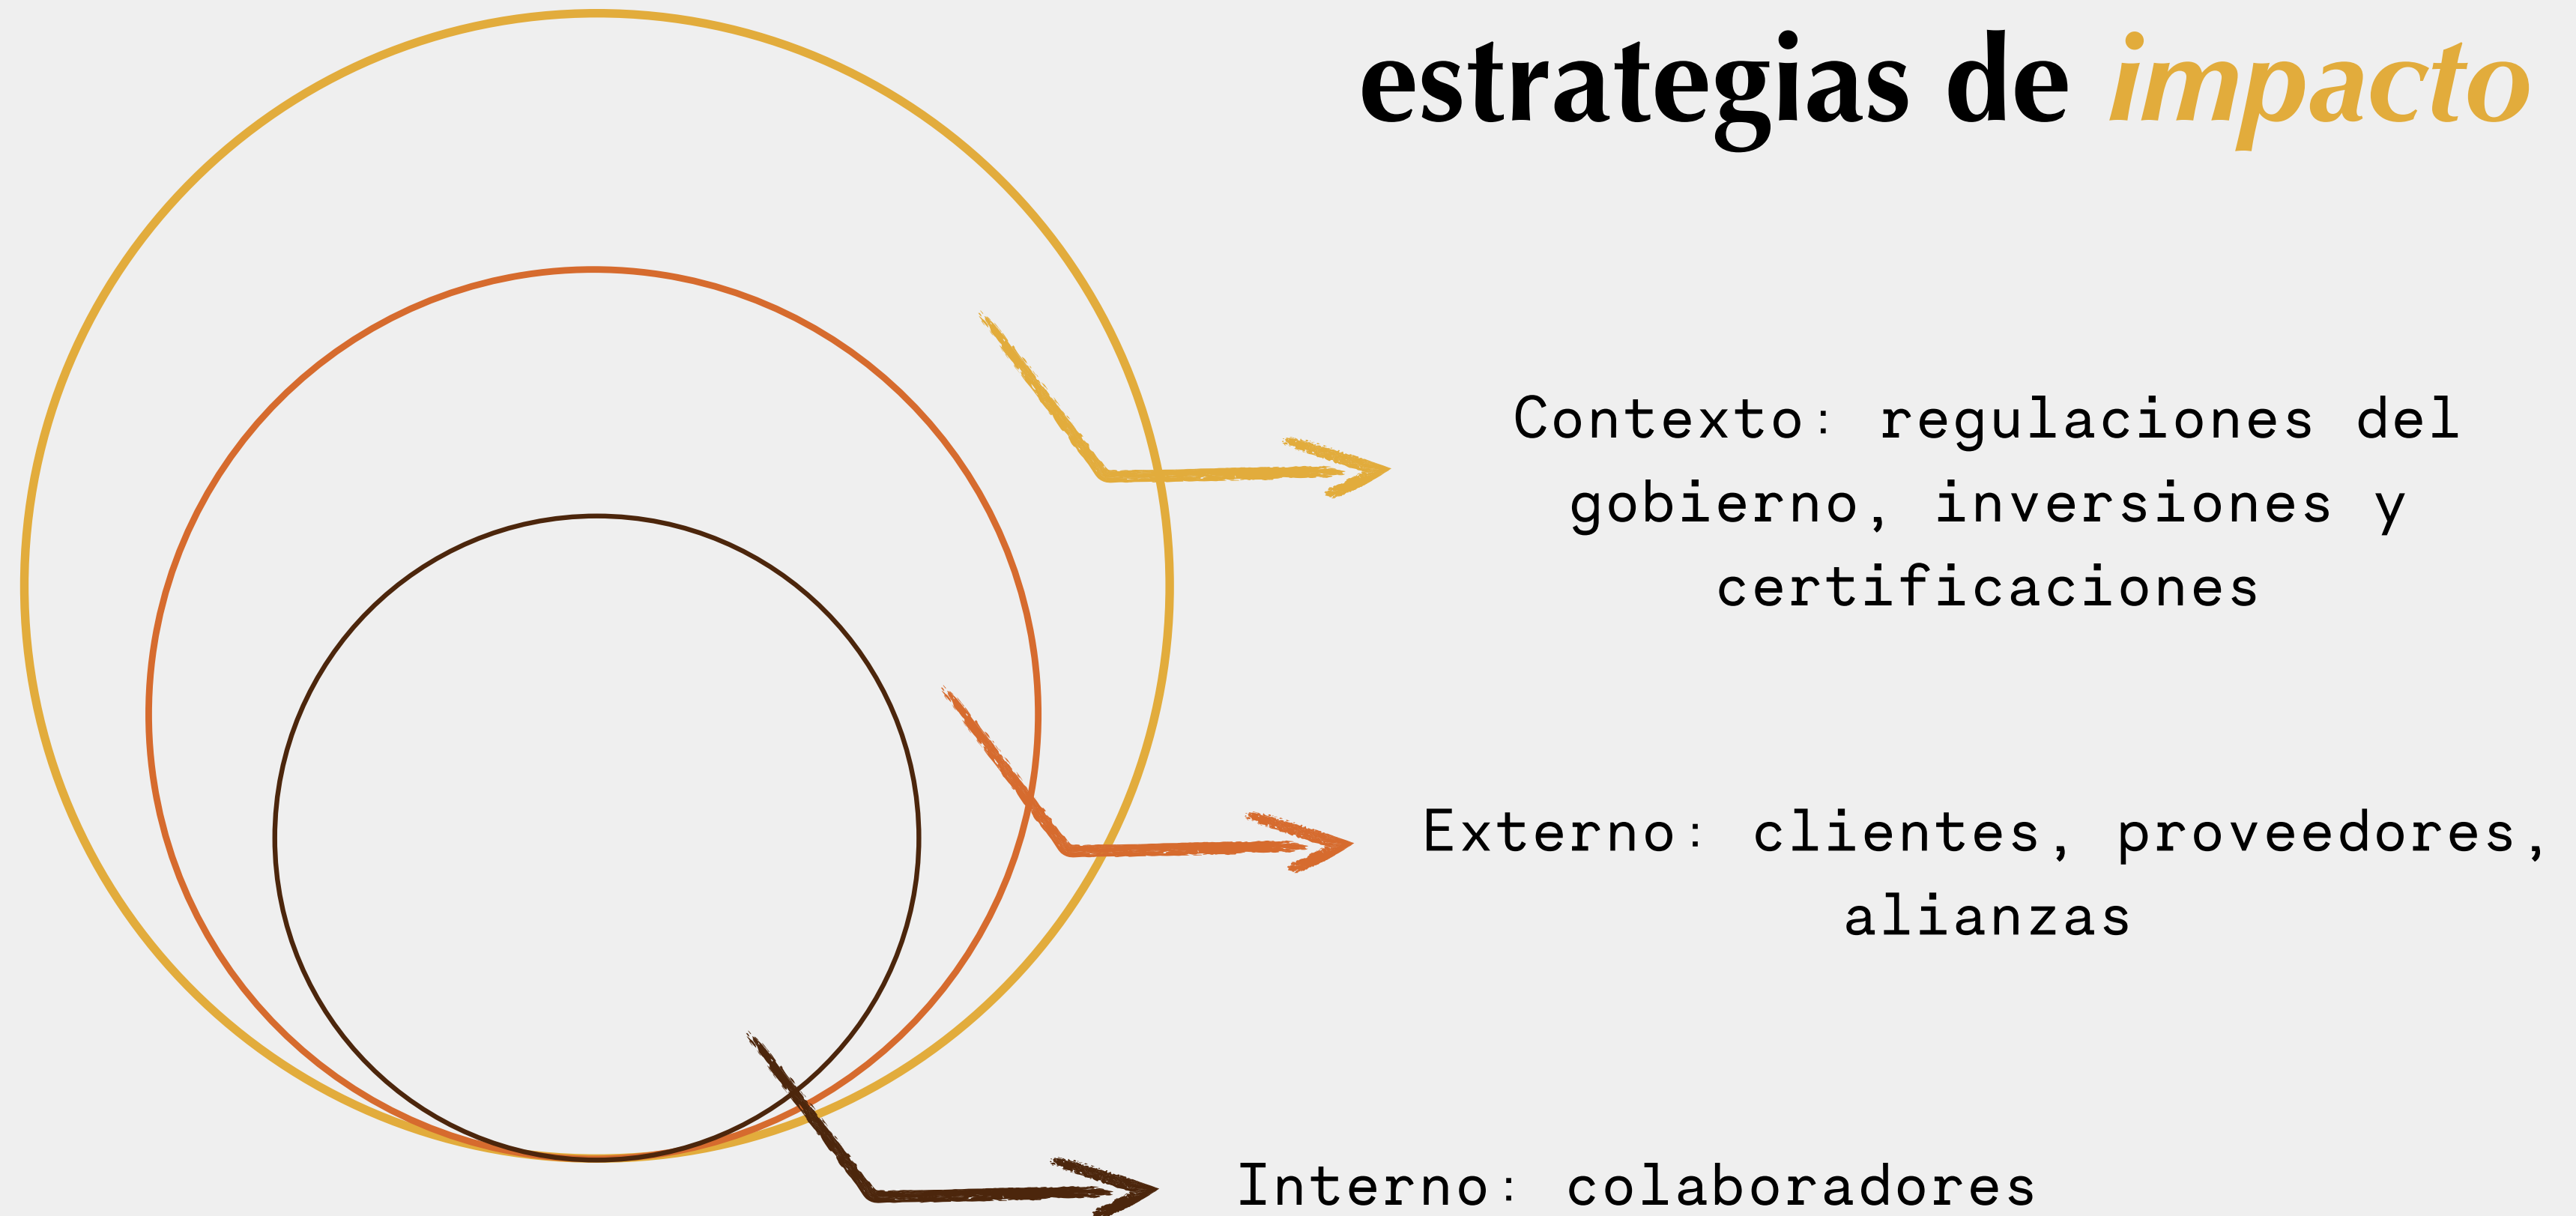 estrategias de impacto
Contexto: regulaciones del
gobierno, inversiones y
certificaciones
Externo: clientes, proveedores,
alianzas
Interno: colaboradores